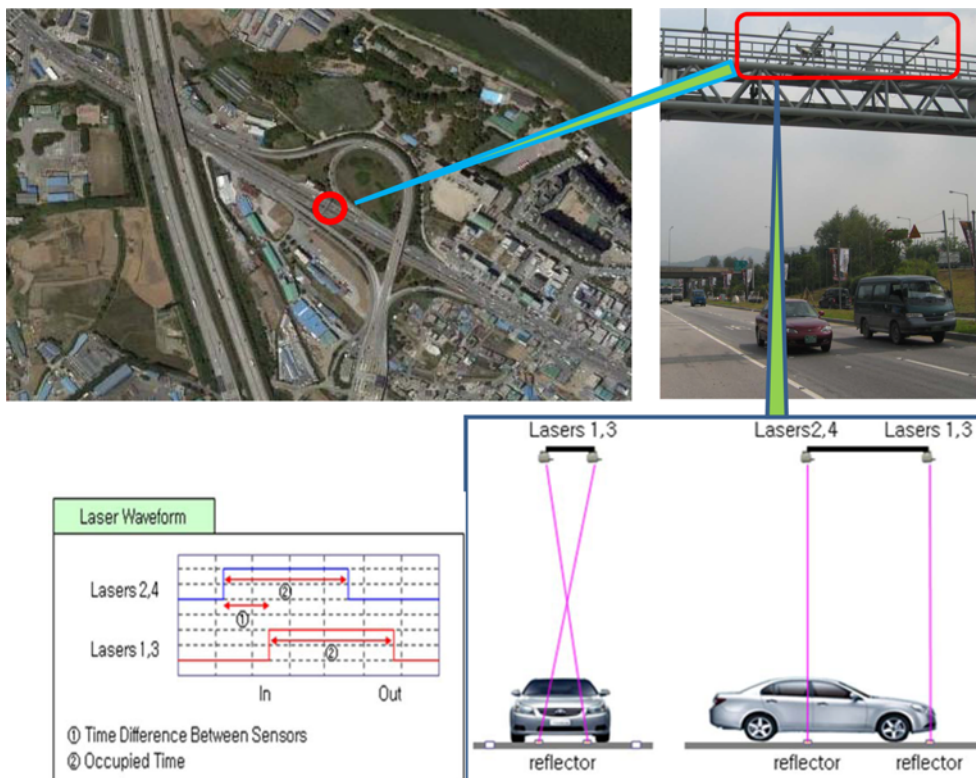 Lasers 1,3
Lasers2,4
Lasers 1,3
Laser Waveform
Lasers 2,4
②
①
Lasers 1,3
②
In
Out
① Time Difference Between Sensors
② Occupied Time
reflector
reflector
reflector